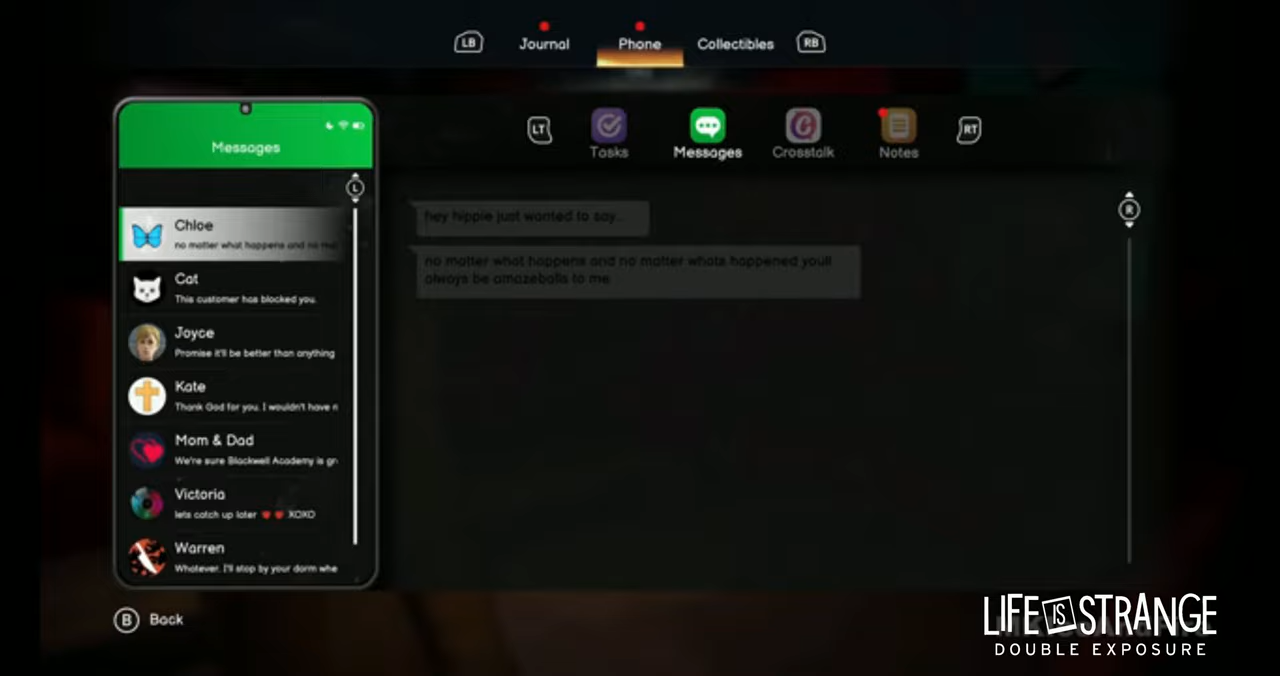 LB Journal Phone Collectibles RB
Messages
LT Tasks Messages Crosstalk Notes RT
L
R
Chloe
no matter what happens and no ma
hey hippie just wanted to say...
no matter what happens and no matter whats happened youll
always be amazeballs to me
Cat
This customer has blocked you.
Joyce
Promise it'll be better than anything
Kate
Thank God for you. I wouldn't have n
Mom & Dad
We're sure Blackwell Academy is gr
Victoria
lets catch up later ❤️ ❤️ XOXO
Warren
Whatever. I'll stop by your dorm whe
B Back
LIFE IS STRANGE
DOUBLE EXPOSURE